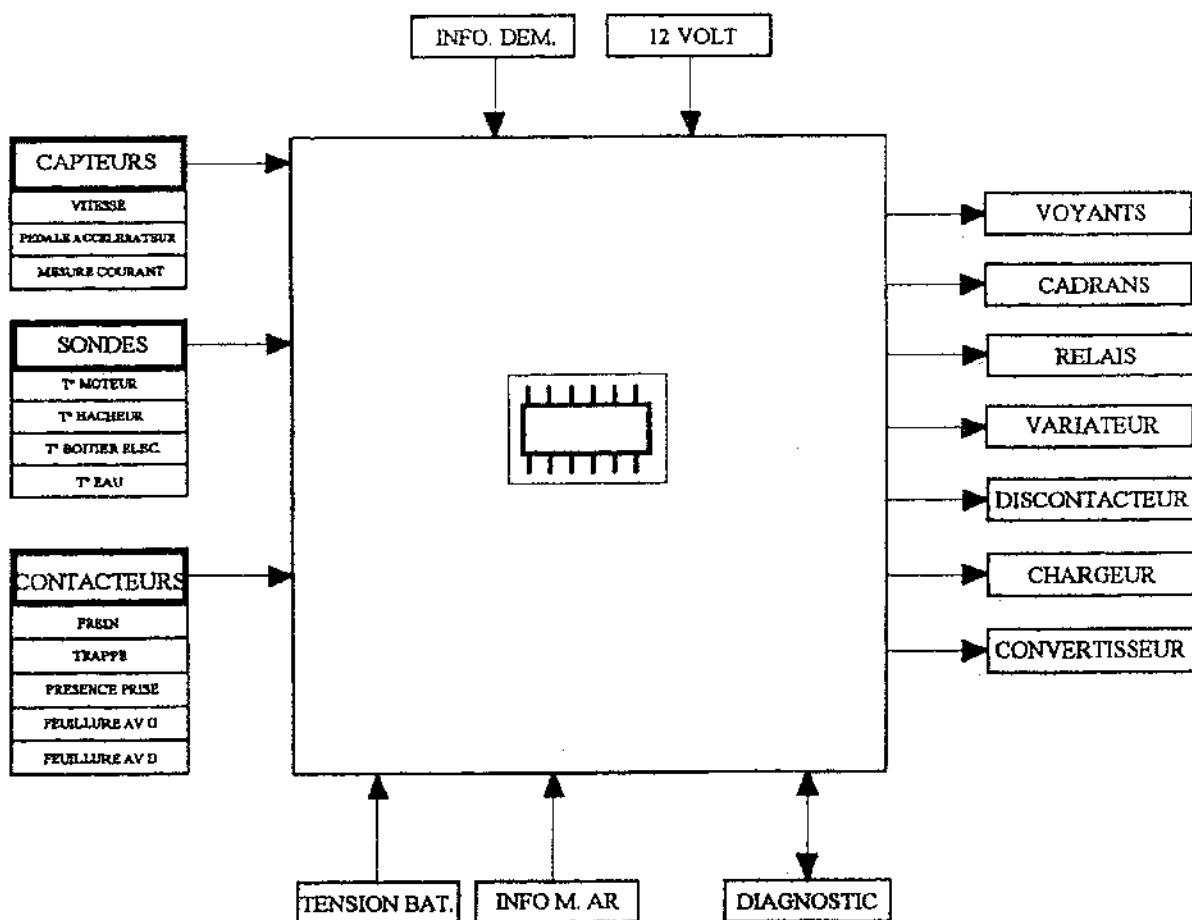 INFO. DEM.
12 VOLT
CAPTEURS
VITESSE
PEDALE ACCELERATEUR
MESURE COURANT
SONDES
T° MOTEUR
T° HACHEUR
T° BOITIER ELEC.
T° EAU
CONTACTEURS
FREIN
TRAPPE
PRESENCE PRISE
FEUILLURE AV G
FEUILLURE AV D
VOYANTS
CADRANS
RELAIS
VARIATEUR
DISCONTACTEUR
CHARGEUR
CONVERTISSEUR
TENSION BAT.
INFO M. AR
DIAGNOSTIC